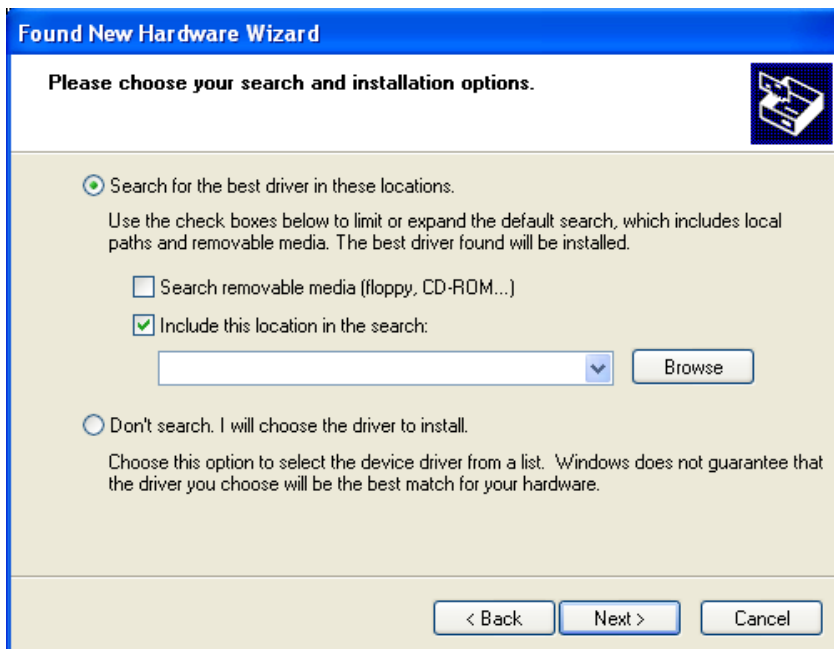 Found New Hardware Wizard
Please choose your search and installation options.
Search for the best driver in these locations.
Use the check boxes below to limit or expand the default search, which includes local
paths and removable media. The best driver found will be installed.
Search removable media (floppy, CD-ROM...)
Include this location in the search:
Browse
Don't search. I will choose the driver to install.
Choose this option to select the device driver from a list. Windows does not guarantee that
the driver you choose will be the best match for your hardware.
< Back Next > Cancel